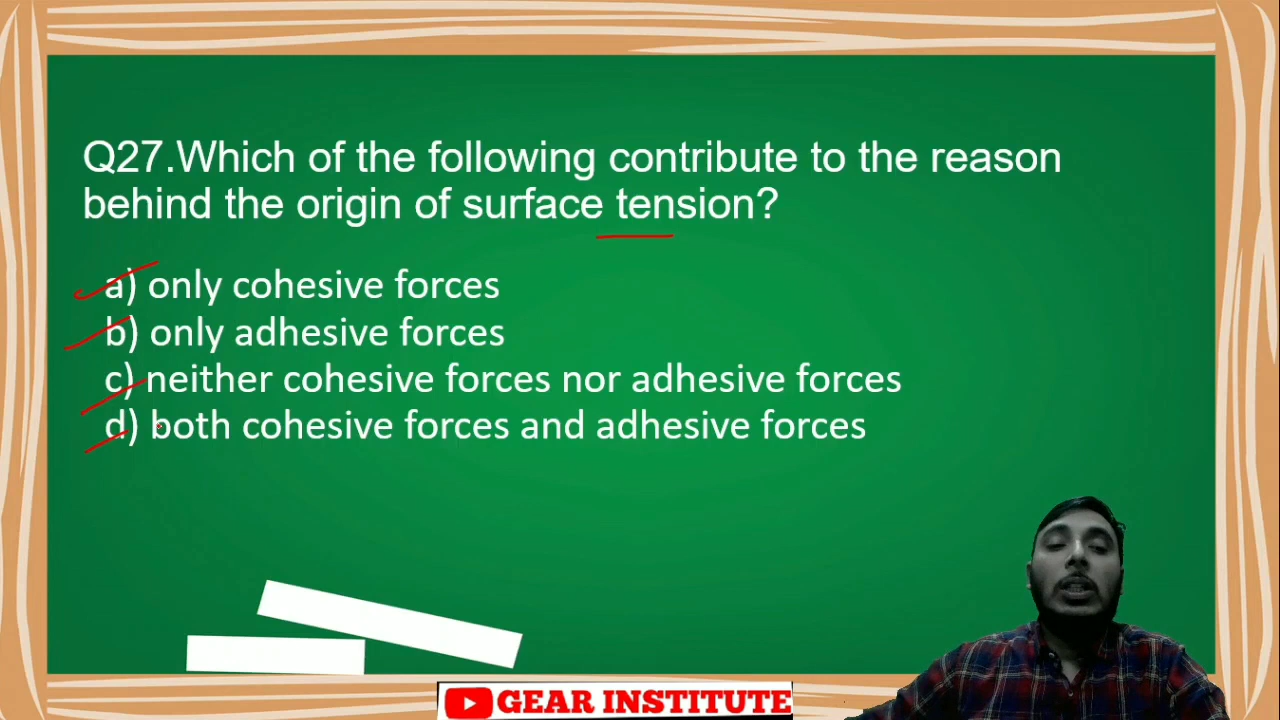 Q27.Which of the following contribute to the reason
behind the origin of surface tension?
a) only cohesive forces
b) only adhesive forces
c) neither cohesive forces nor adhesive forces
d) both cohesive forces and adhesive forces
GEAR INSTITUTE